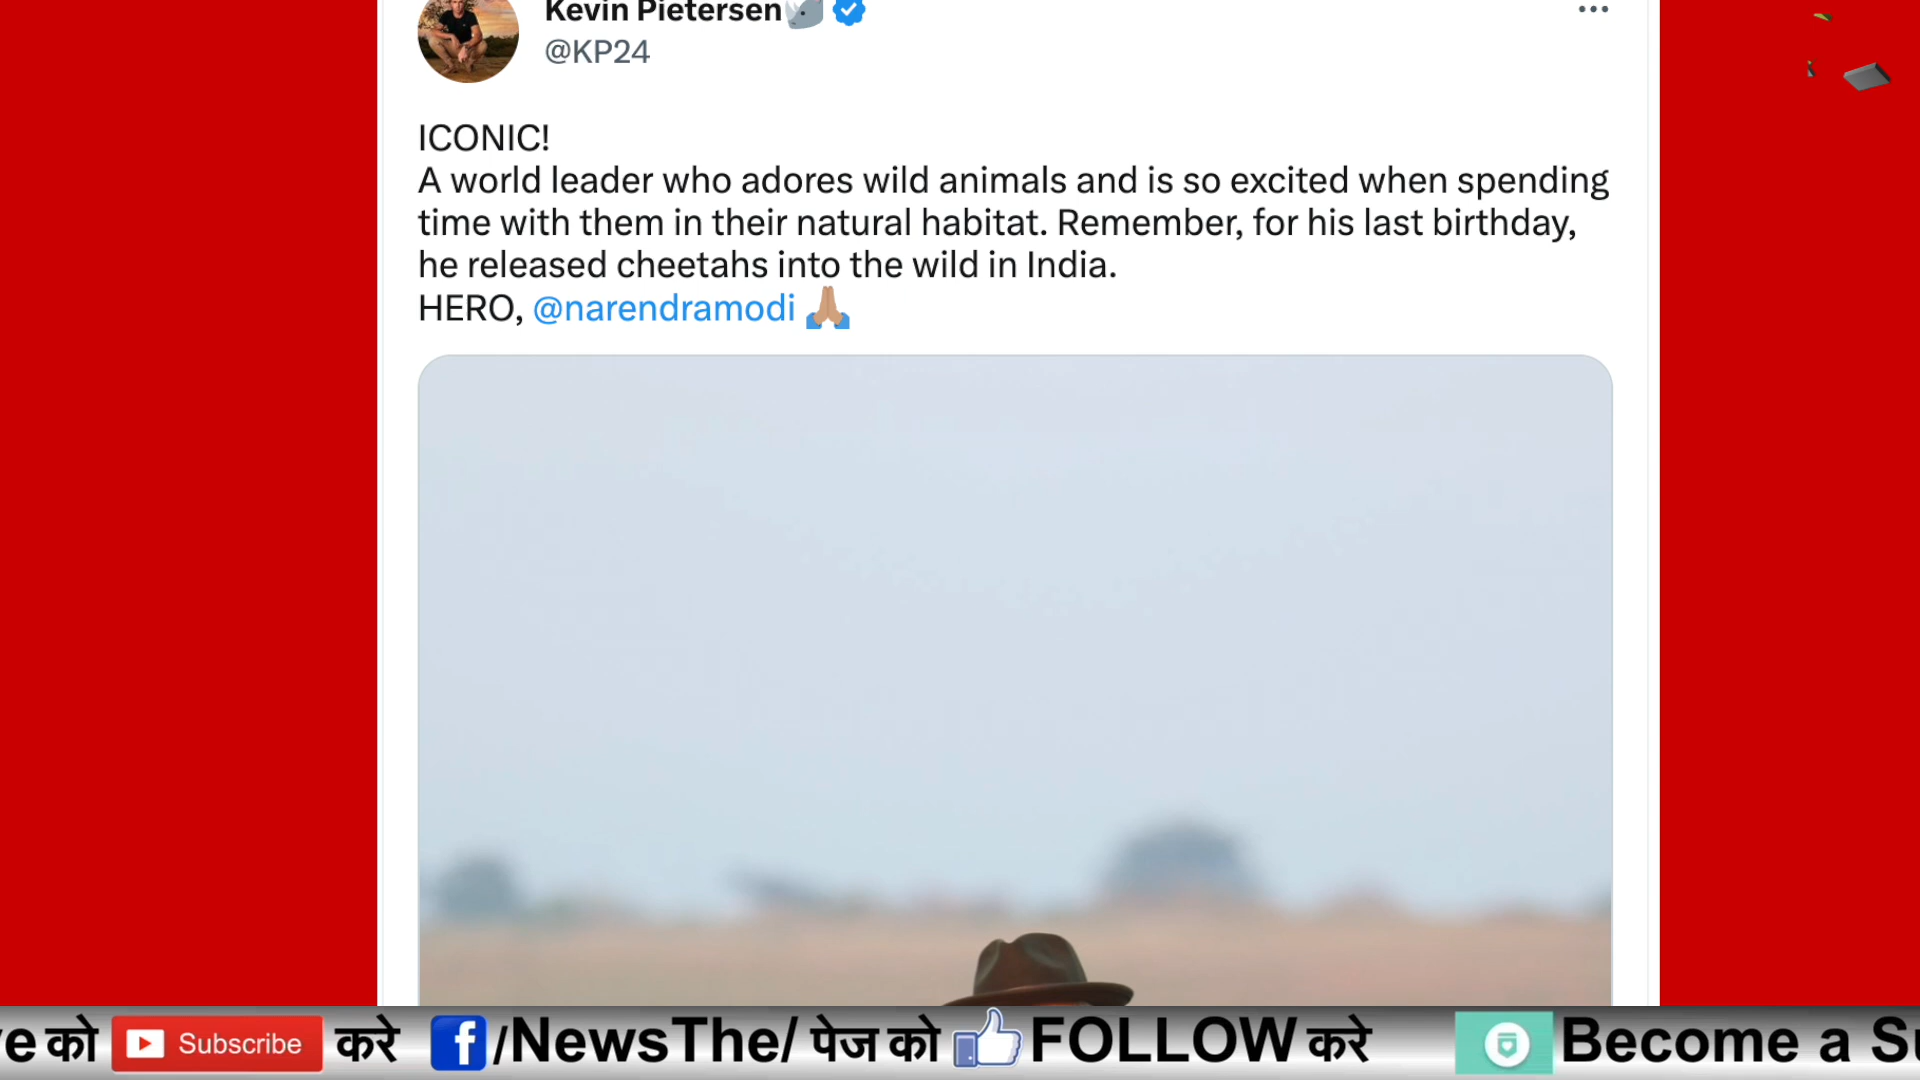 Kevin Pietersen
@KP24
ICONIC!
A world leader who adores wild animals and is so excited when spending
time with them in their natural habitat. Remember, for his last birthday,
he released cheetahs into the wild in India.
HERO, @narendramodi 🙏🏽
को Subscribe करे /NewsThe/ पेज को FOLLOW करे Become a